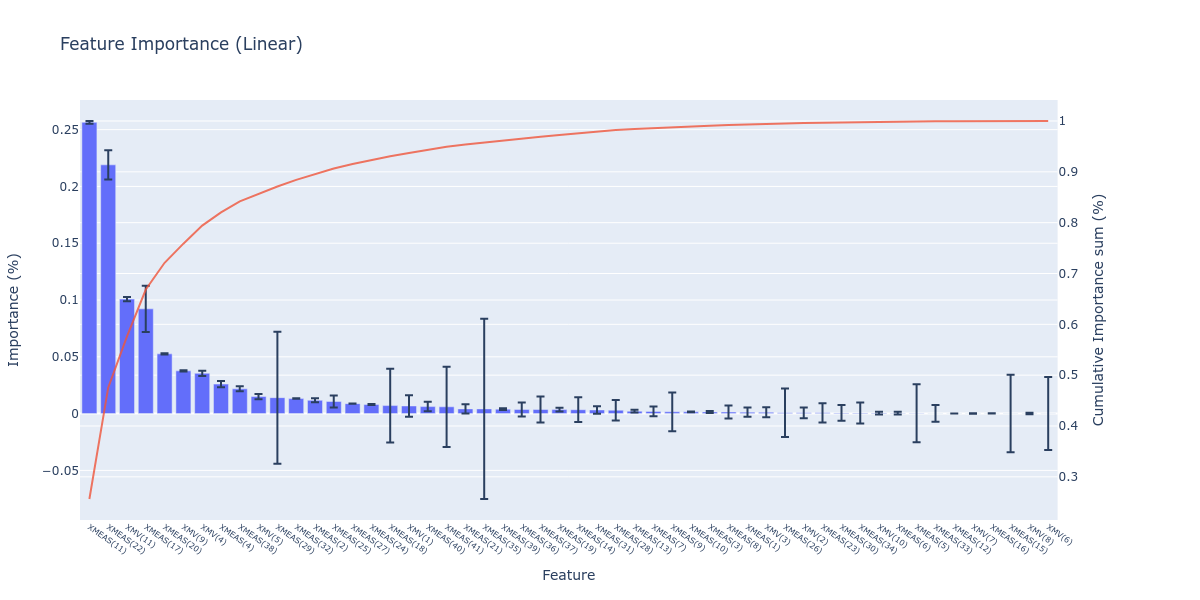 Feature Importance (Linear)
Importance (%)
0.25
0.2
0.15
0.1
0.05
0
−0.05
1
0.9
0.8
0.7
0.6
0.5
0.4
0.3
Cumulative Importance sum (%)
XMEAS(11)
XMEAS(22)
XMV(11)
XMEAS(17)
XMEAS(20)
XMV(9)
XMV(4)
XMEAS(4)
XMEAS(38)
XMV(5)
XMEAS(29)
XMEAS(32)
XMEAS(2)
XMEAS(25)
XMEAS(27)
XMEAS(24)
XMEAS(18)
XMV(1)
XMEAS(40)
XMEAS(41)
XMEAS(21)
XMEAS(35)
XMEAS(39)
XMEAS(36)
XMEAS(37)
XMEAS(19)
XMEAS(14)
XMEAS(31)
XMEAS(28)
XMEAS(13)
XMEAS(7)
XMEAS(9)
XMEAS(10)
XMEAS(3)
XMEAS(8)
XMV(3)
XMEAS(1)
XMEAS(26)
XMV(2)
XMEAS(23)
XMEAS(30)
XMEAS(34)
XMV(10)
XMEAS(6)
XMEAS(5)
XMEAS(33)
XMEAS(12)
XMV(7)
XMEAS(16)
XMEAS(15)
XMV(8)
XMV(6)
Feature